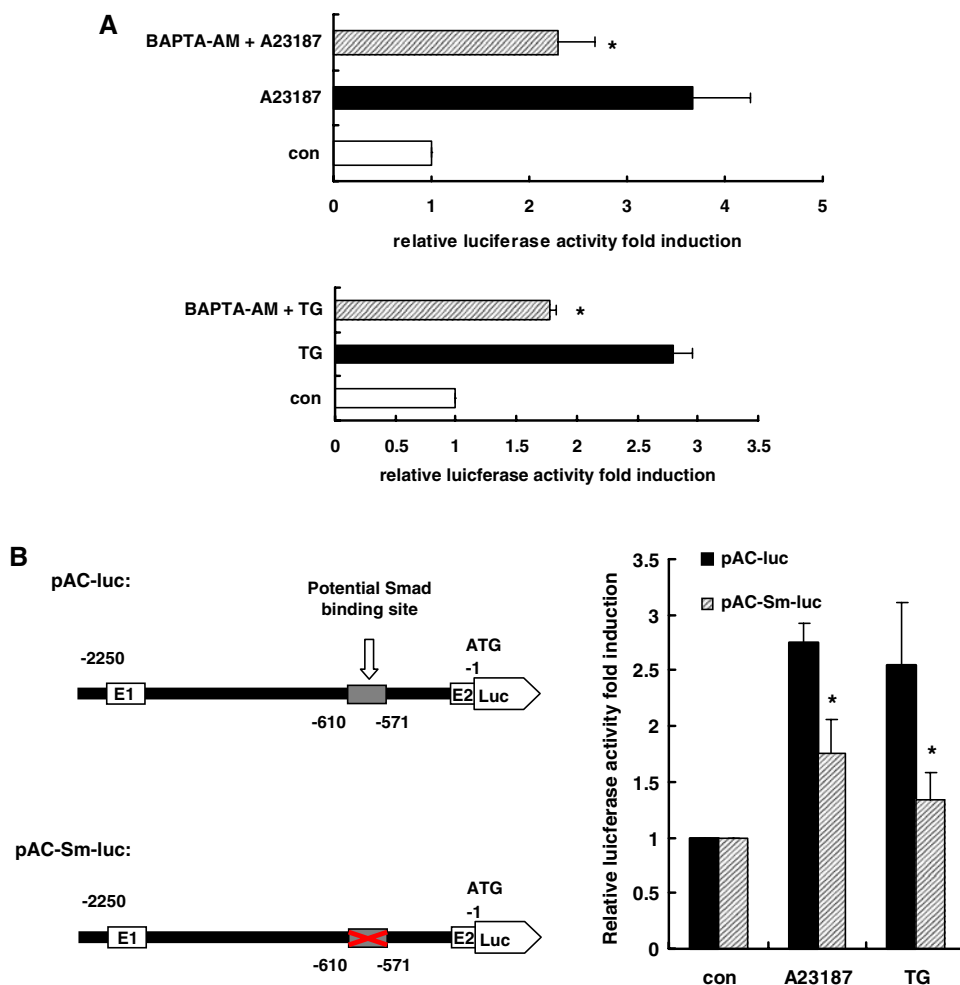 A
BAPTA-AM + A23187
*
A23187
con
0 1 2 3 4 5
relative luciferase activity fold induction
BAPTA-AM + TG
*
TG
con
0 0.5 1 1.5 2 2.5 3 3.5
relative luicferase activity fold induction
B
pAC-luc:
Potential Smad
binding site
-2250
ATG
-1
E1
E2
Luc
-610 -571
pAC-Sm-luc:
-2250
ATG
-1
E1
E2
Luc
-610 -571
Relative luicferase activity fold induction
3.5
3
2.5
2
1.5
1
0.5
0
pAC-luc
pAC-Sm-luc
*
*
con A23187 TG